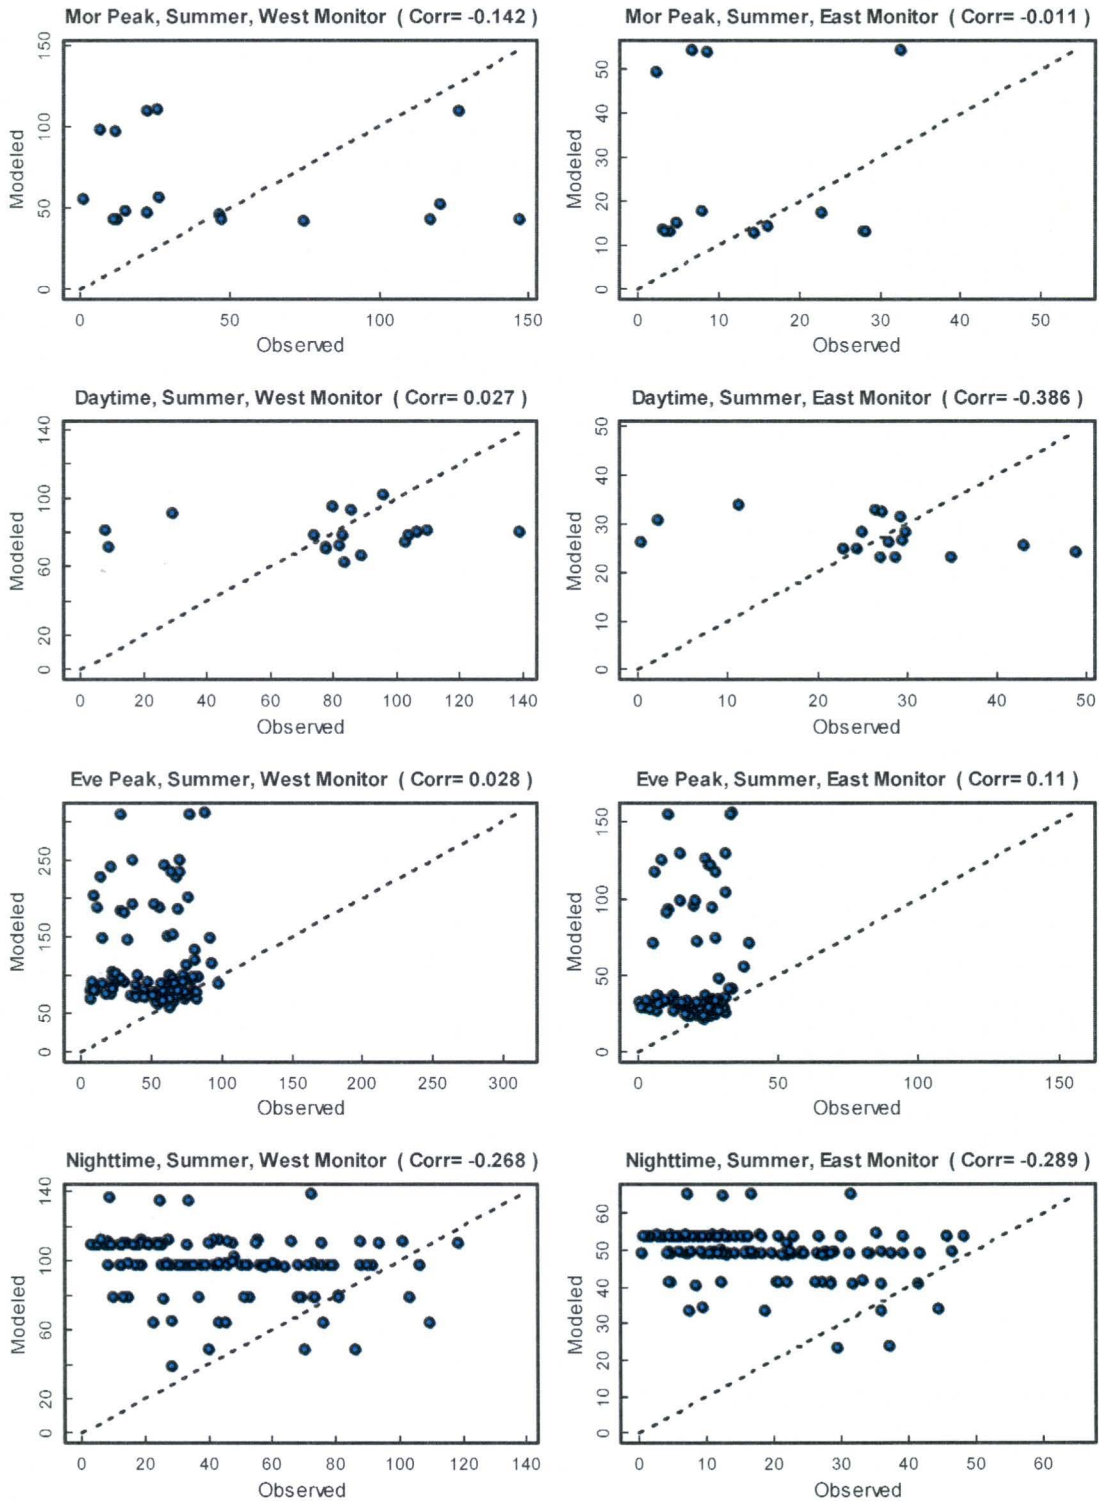 Mor Peak, Summer, West Monitor ( Corr= -0.142 )
150
100
50
0
Modeled
0 50 100 150
Observed
Mor Peak, Summer, East Monitor ( Corr= -0.011 )
50
40
30
20
10
0
Modeled
0 10 20 30 40 50
Observed
Daytime, Summer, West Monitor ( Corr= 0.027 )
140
100
60
20
0
Modeled
0 20 40 60 80 100 120 140
Observed
Daytime, Summer, East Monitor ( Corr= -0.386 )
50
40
30
20
10
0
Modeled
0 10 20 30 40 50
Observed
Eve Peak, Summer, West Monitor ( Corr= 0.028 )
250
150
50
0
Modeled
0 50 100 150 200 250 300
Observed
Eve Peak, Summer, East Monitor ( Corr= 0.11 )
150
100
50
0
Modeled
0 50 100 150
Observed
Nighttime, Summer, West Monitor ( Corr= -0.268 )
140
100
60
20
0
Modeled
0 20 40 60 80 100 120 140
Observed
Nighttime, Summer, East Monitor ( Corr= -0.289 )
60
50
40
30
20
10
0
Modeled
0 10 20 30 40 50 60
Observed